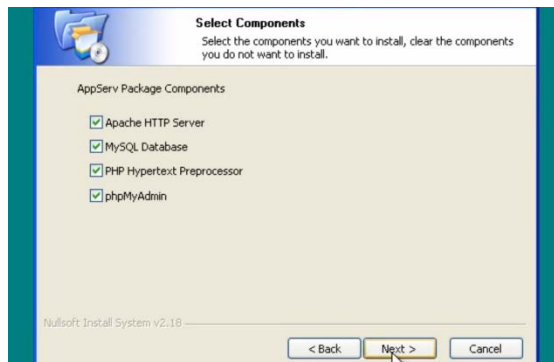 Select Components
Select the components you want to install, clear the components
you do not want to install.
AppServ Package Components
Apache HTTP Server
MySQL Database
PHP Hypertext Preprocessor
phpMyAdmin
Nullsoft Install System v2.18
< Back
Next >
Cancel